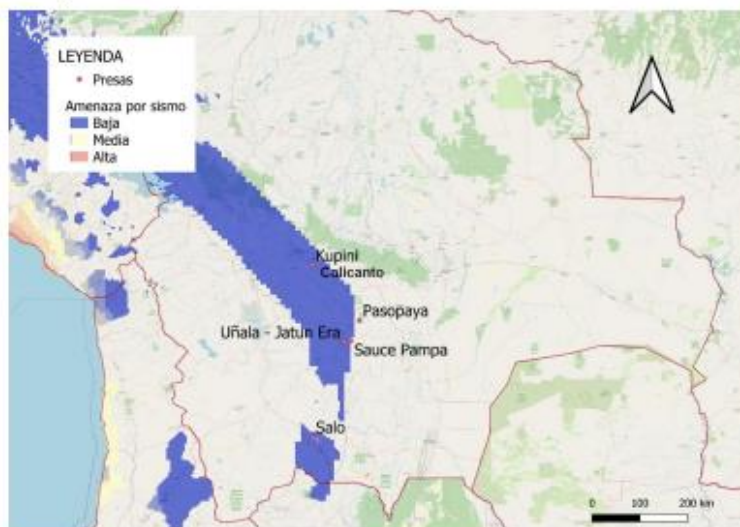 LEYENDA
Presas
Amenaza por sismo
Baja
Media
Alta
Kupini
Calicanto
Pasopaya
Uñala - Jatun Era
Sauce Pampa
Salo
0 100 200 km